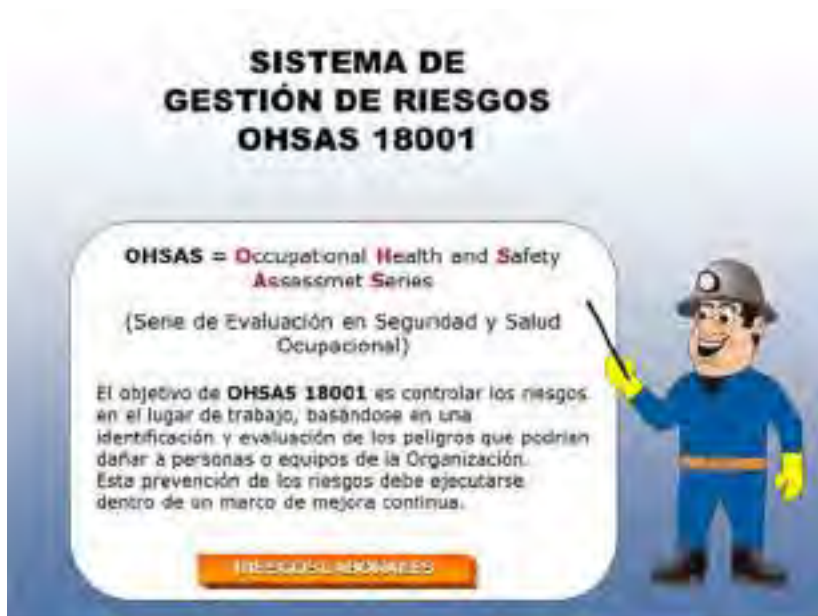 SISTEMA DE
GESTIÓN DE RIESGOS
OHSAS 18001
OHSAS = Occupational Health and Safety
Assessmet Series
(Serie de Evaluación en Seguridad y Salud
Ocupacional)
El objetivo de OHSAS 18001 es controlar los riesgos
en el lugar de trabajo, basándose en una
identificación y evaluación de los peligros que podrían
dañar a personas o equipos de la Organización.
Esta prevención de los riesgos debe ejecutarse
dentro de un marco de mejora continua.
RIESGOS LABORALES